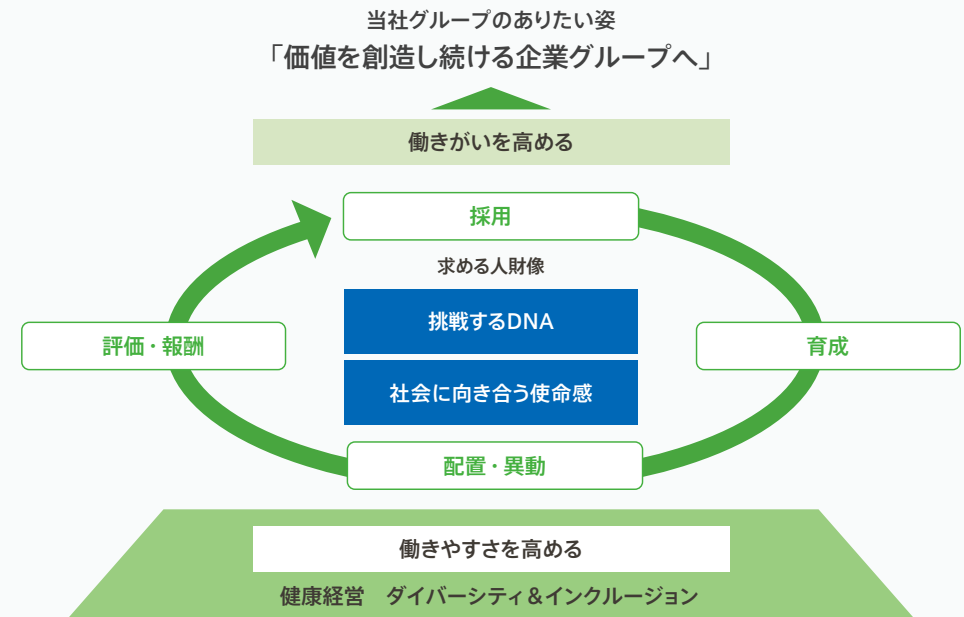 当社グループのありたい姿
「価値を創造し続ける企業グループへ」
働きがいを高める
採用
求める人財像
挑戦するDNA
評価・報酬
育成
社会に向き合う使命感
配置・異動
働きやすさを高める
健康経営　ダイバーシティ＆インクルージョン